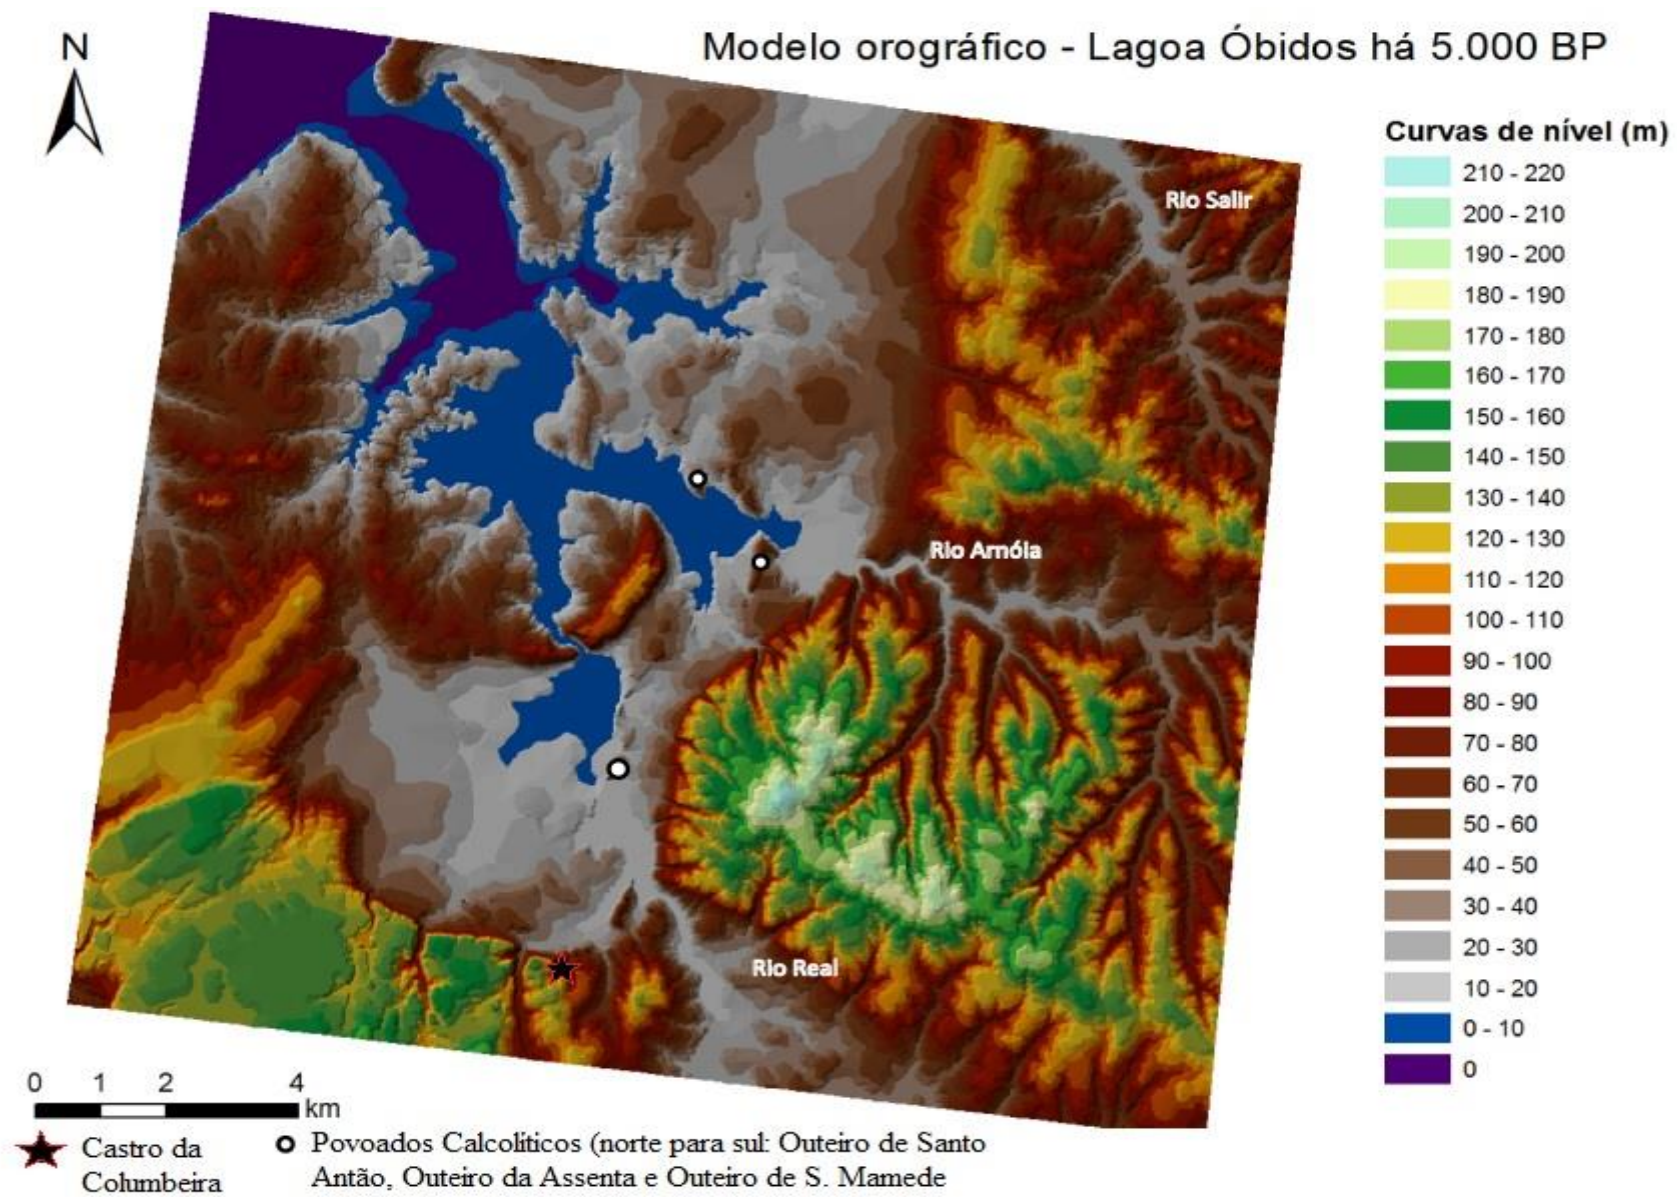 N
Modelo orográfico - Lagoa Óbidos há 5.000 BP
Curvas de nível (m)
210 - 220
200 - 210
190 - 200
180 - 190
170 - 180
160 - 170
150 - 160
140 - 150
130 - 140
120 - 130
110 - 120
100 - 110
90 - 100
80 - 90
70 - 80
60 - 70
50 - 60
40 - 50
30 - 40
20 - 30
10 - 20
0 - 10
0
Rio Salir
Rio Arnóia
Rio Real
0 1 2 4
km
Castro da
Columbeira
Povoados Calcolíticos (norte para sul: Outeiro de Santo
Antão, Outeiro da Assenta e Outeiro de S. Mamede